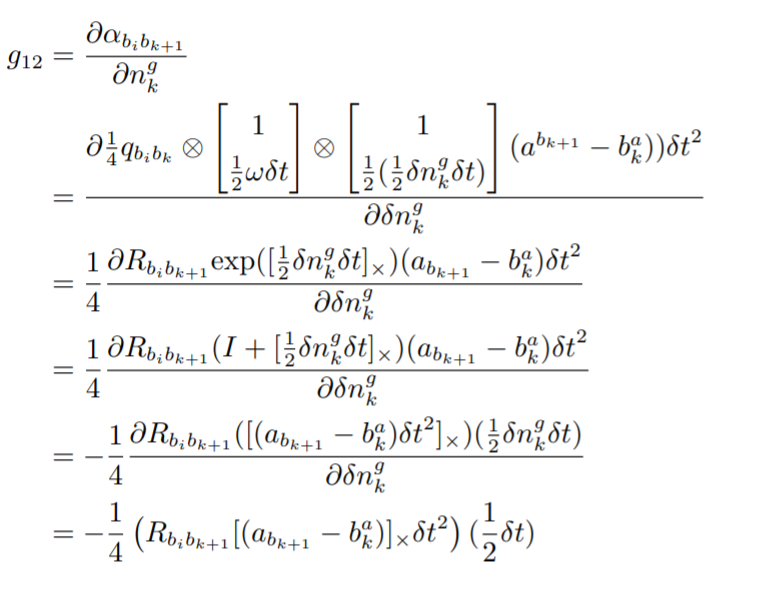 g_{12} = \frac{\partial \alpha_{b_i b_{k+1}}}{\partial n_k^g}
= \frac{\partial \frac{1}{4} q_{b_i b_k} \otimes \begin{bmatrix} 1 \\ \frac{1}{2} \omega \delta t \end{bmatrix} \otimes \begin{bmatrix} 1 \\ \frac{1}{2} (\frac{1}{2} \delta n_k^g \delta t) \end{bmatrix} (a^{b_{k+1}} - b_k^a)) \delta t^2}{\partial \delta n_k^g}
= \frac{1}{4} \frac{\partial R_{b_i b_{k+1}} \exp([\frac{1}{2} \delta n_k^g \delta t]_\times)(a_{b_{k+1}} - b_k^a) \delta t^2}{\partial \delta n_k^g}
= \frac{1}{4} \frac{\partial R_{b_i b_{k+1}} (I + [\frac{1}{2} \delta n_k^g \delta t]_\times)(a_{b_{k+1}} - b_k^a) \delta t^2}{\partial \delta n_k^g}
= -\frac{1}{4} \frac{\partial R_{b_i b_{k+1}} ([(a_{b_{k+1}} - b_k^a) \delta t^2]_\times)(\frac{1}{2} \delta n_k^g \delta t)}{\partial \delta n_k^g}
= -\frac{1}{4} \left( R_{b_i b_{k+1}} [(a_{b_{k+1}} - b_k^a)]_\times \delta t^2 \right) (\frac{1}{2} \delta t)